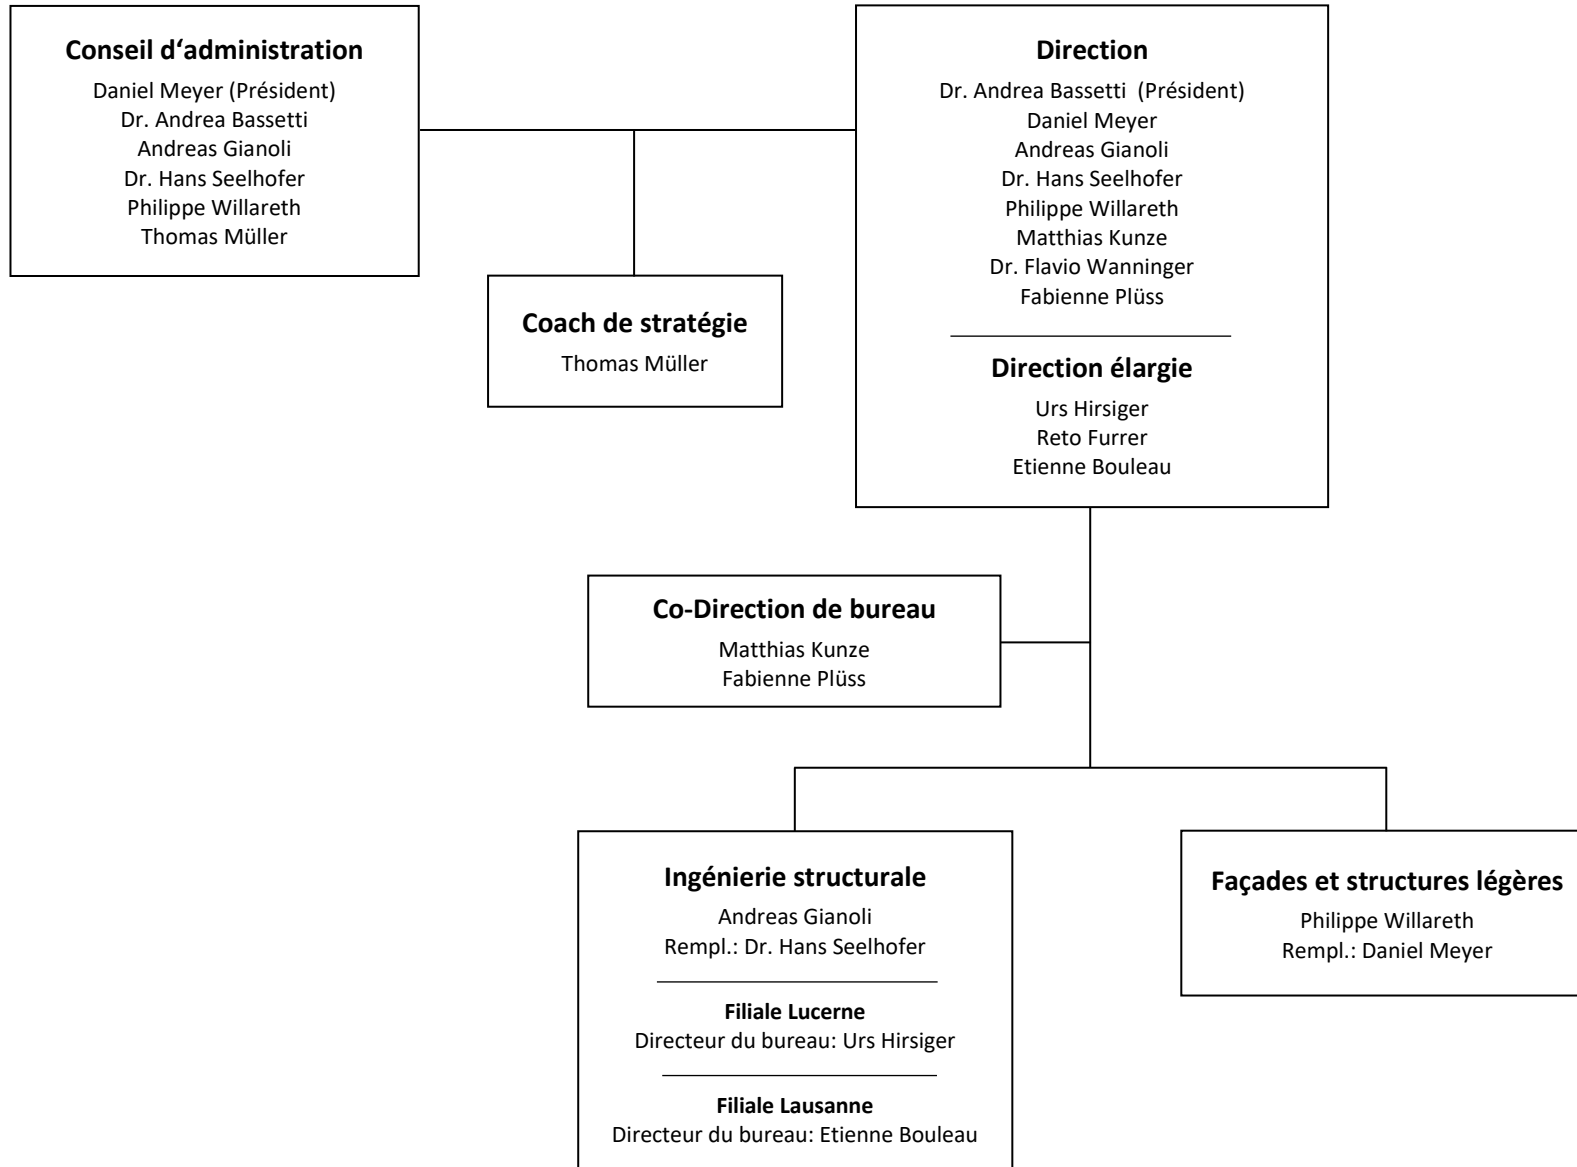 Conseil d‘administration
Daniel Meyer (Président)
Dr. Andrea Bassetti
Andreas Gianoli
Dr. Hans Seelhofer
Philippe Willareth
Thomas Müller
Direction
Dr. Andrea Bassetti  (Président)
Daniel Meyer
Andreas Gianoli
Dr. Hans Seelhofer
Philippe Willareth
Matthias Kunze
Dr. Flavio Wanninger
Fabienne Plüss
Direction élargie
Urs Hirsiger
Reto Furrer
Etienne Bouleau
Coach de stratégie
Thomas Müller
Co-Direction de bureau
Matthias Kunze
Fabienne Plüss
Ingénierie structurale
Andreas Gianoli
Rempl.: Dr. Hans Seelhofer
Filiale Lucerne
Directeur du bureau: Urs Hirsiger
Filiale Lausanne
Directeur du bureau: Etienne Bouleau
Façades et structures légères
Philippe Willareth
Rempl.: Daniel Meyer